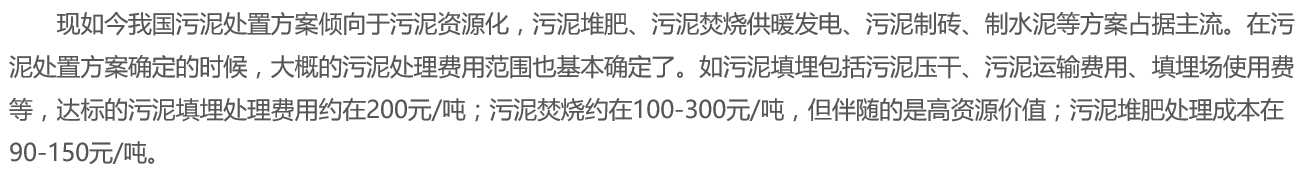 现如今我国污泥处置方案倾向于污泥资源化，污泥堆肥、污泥焚烧供暖发电、污泥制砖、制水泥等方案占据主流。在污
泥处置方案确定的时候，大概的污泥处理费用范围也基本确定了。如污泥填埋包括污泥压干、污泥运输费用、填埋场使用费
等，达标的污泥填埋处理费用约在200元/吨；污泥焚烧约在100-300元/吨，但伴随的是高资源价值；污泥堆肥处理成本在
90-150元/吨。